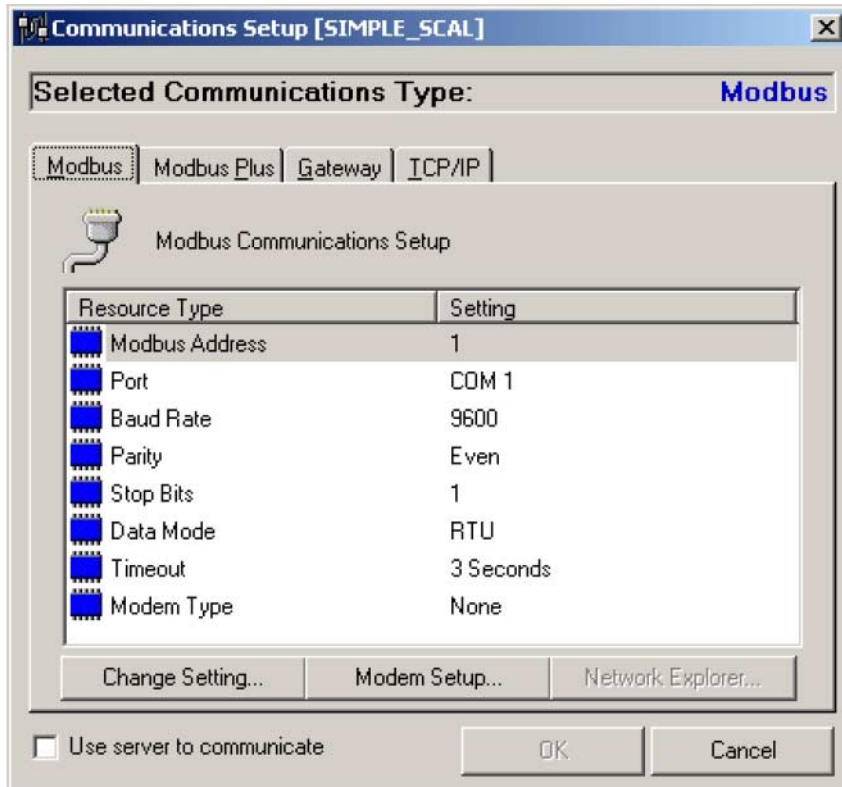 Communications Setup [SIMPLE_SCAL]
Selected Communications Type: Modbus
Modbus Modbus Plus Gateway TCP/IP
Modbus Communications Setup
Resource Type Setting
Modbus Address 1
Port COM 1
Baud Rate 9600
Parity Even
Stop Bits 1
Data Mode RTU
Timeout 3 Seconds
Modem Type None
Change Setting... Modem Setup... Network Explorer...
Use server to communicate OK Cancel